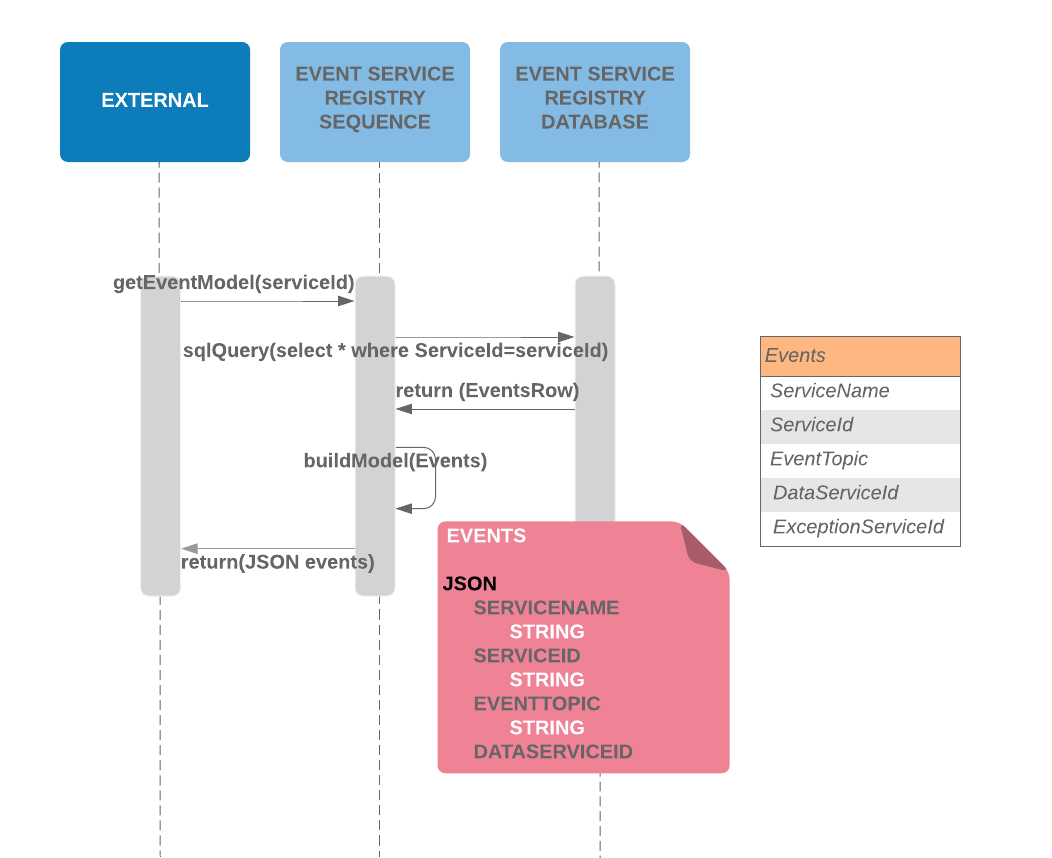 EXTERNAL
EVENT SERVICE
REGISTRY
SEQUENCE
EVENT SERVICE
REGISTRY
DATABASE
getEventModel(serviceId)
sqlQuery(select * where ServiceId=serviceId)
return (EventsRow)
buildModel(Events)
return(JSON events)
EVENTS
JSON
SERVICENAME
STRING
SERVICEID
STRING
EVENTTOPIC
STRING
DATASERVICEID
Events
ServiceName
ServiceId
EventTopic
DataServiceId
ExceptionServiceId